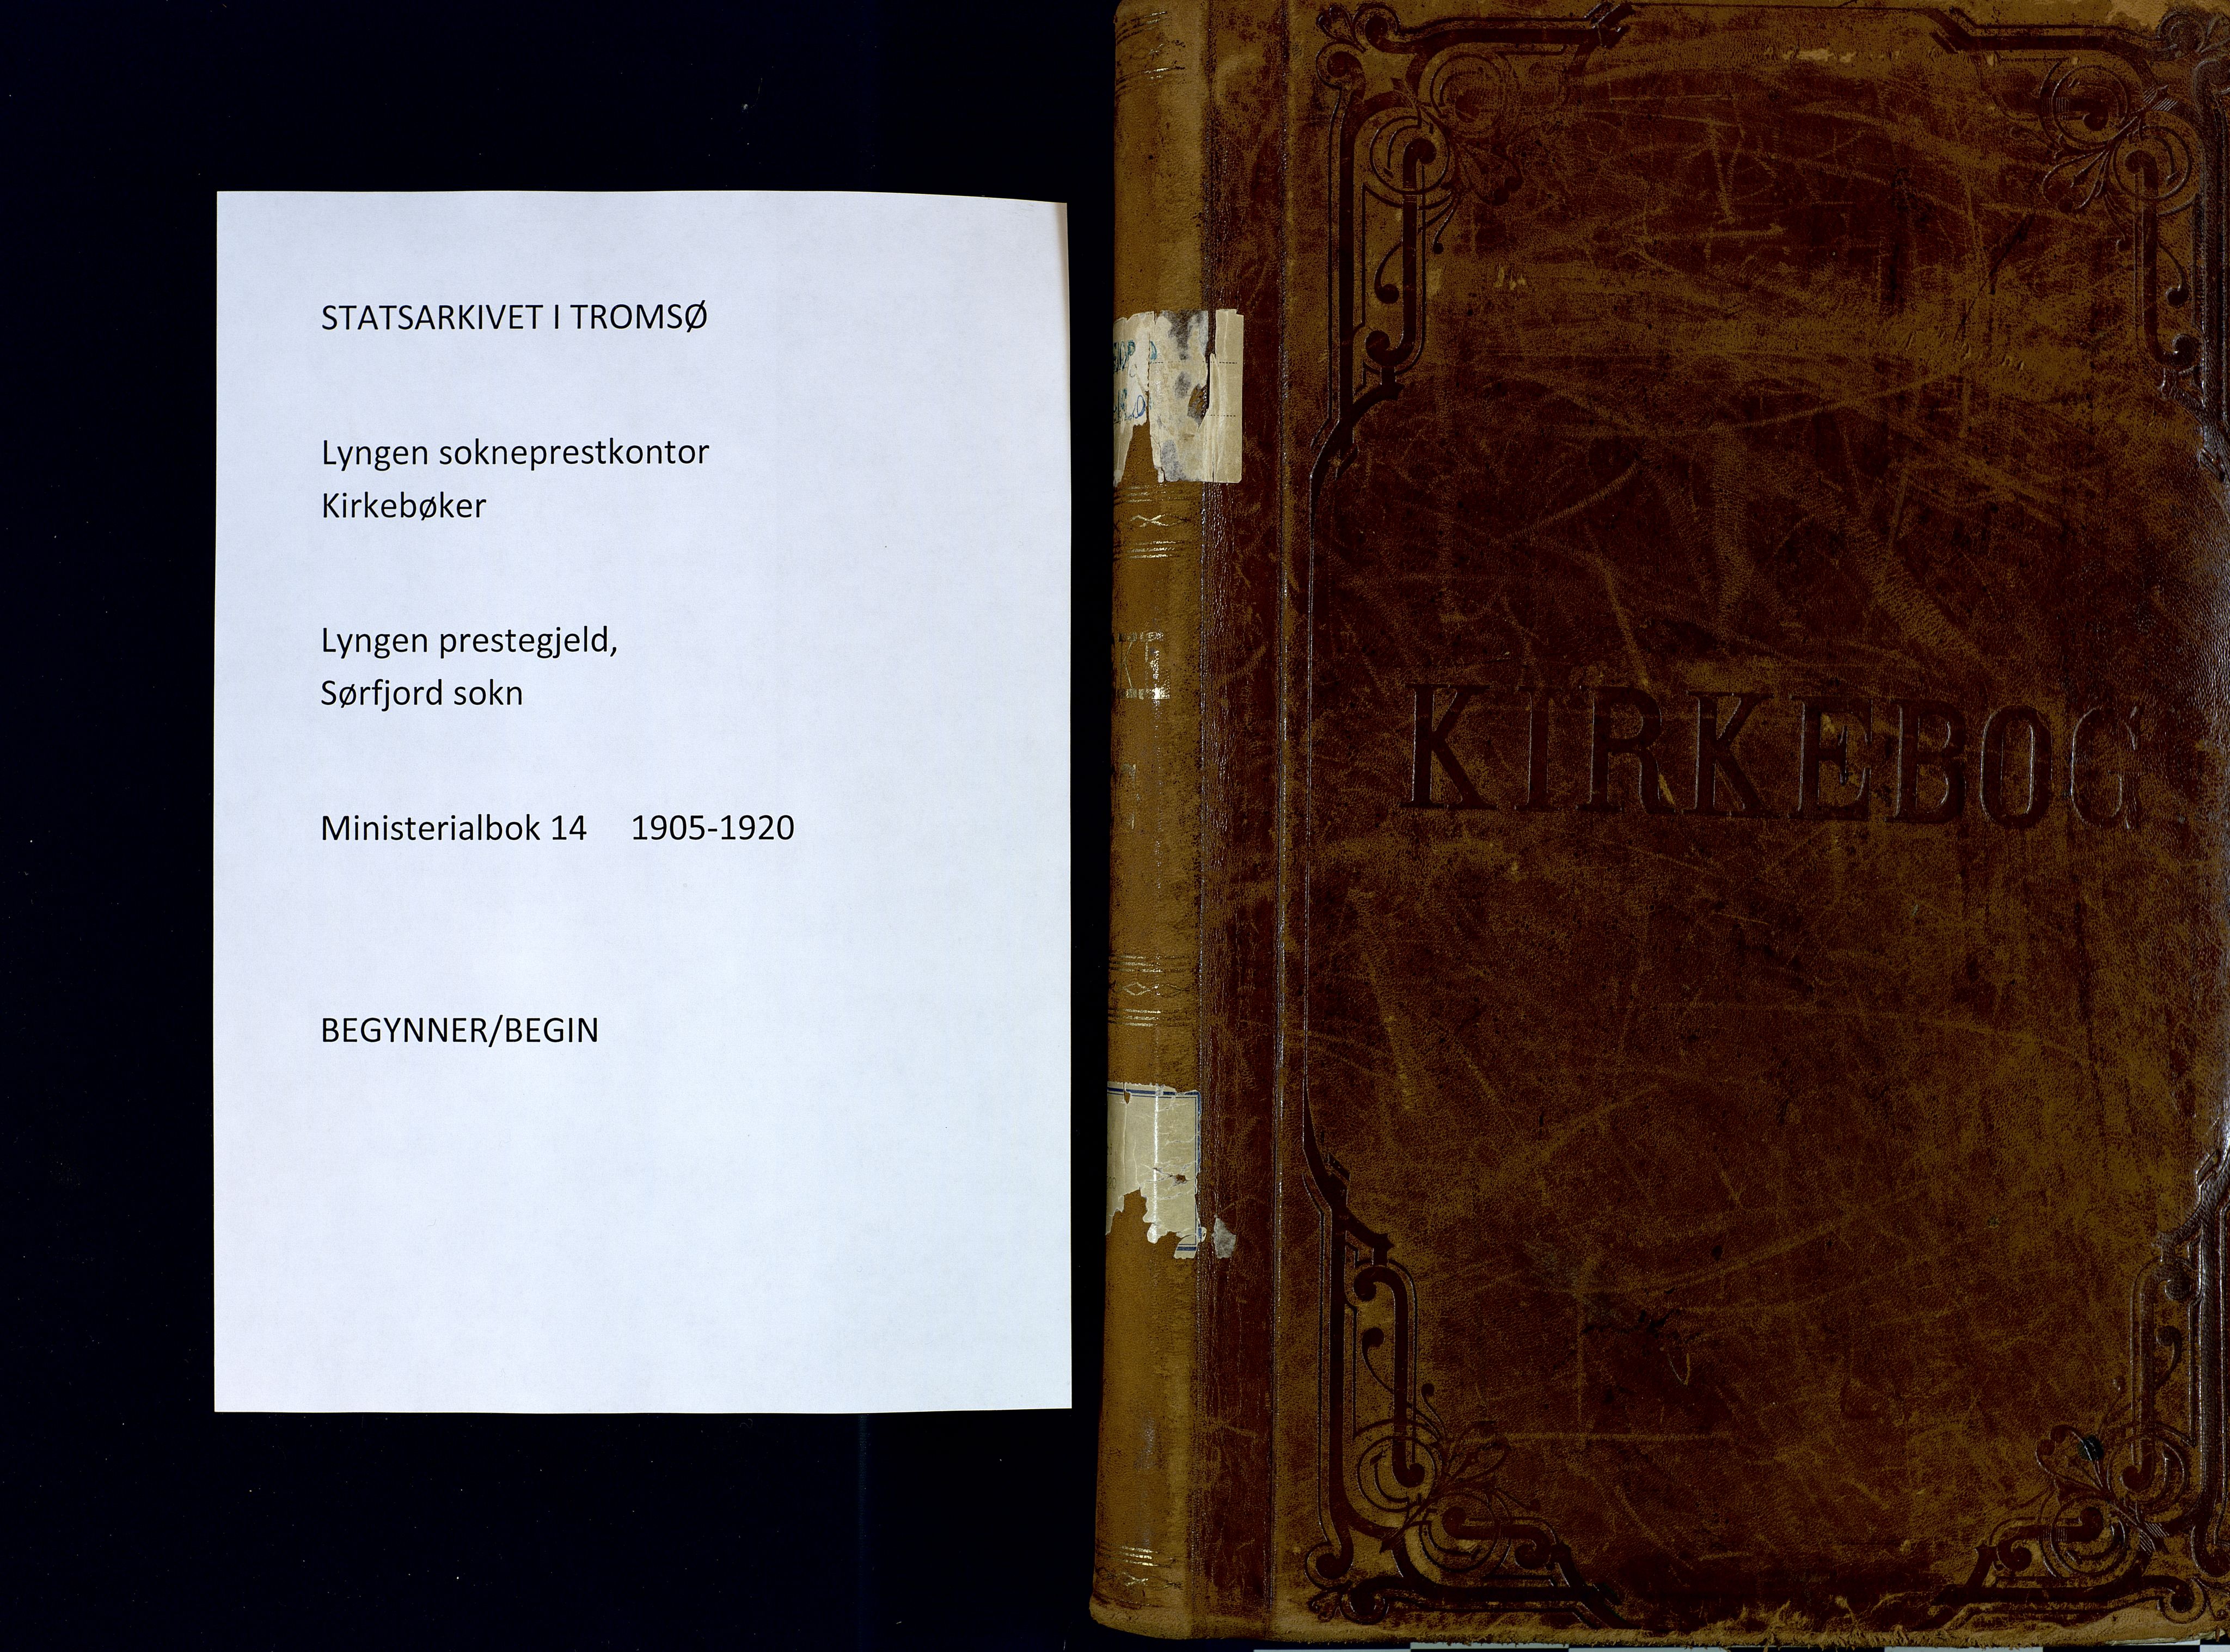 STATSARKIVET I TROMSØ
Lyngen sokneprestkontor
Kirkebøker
Lyngen prestegjeld,
Sørfjord sokn
Ministerialbok 14 1905-1920
BEGYNNER/BEGIN
KIRKEBOG